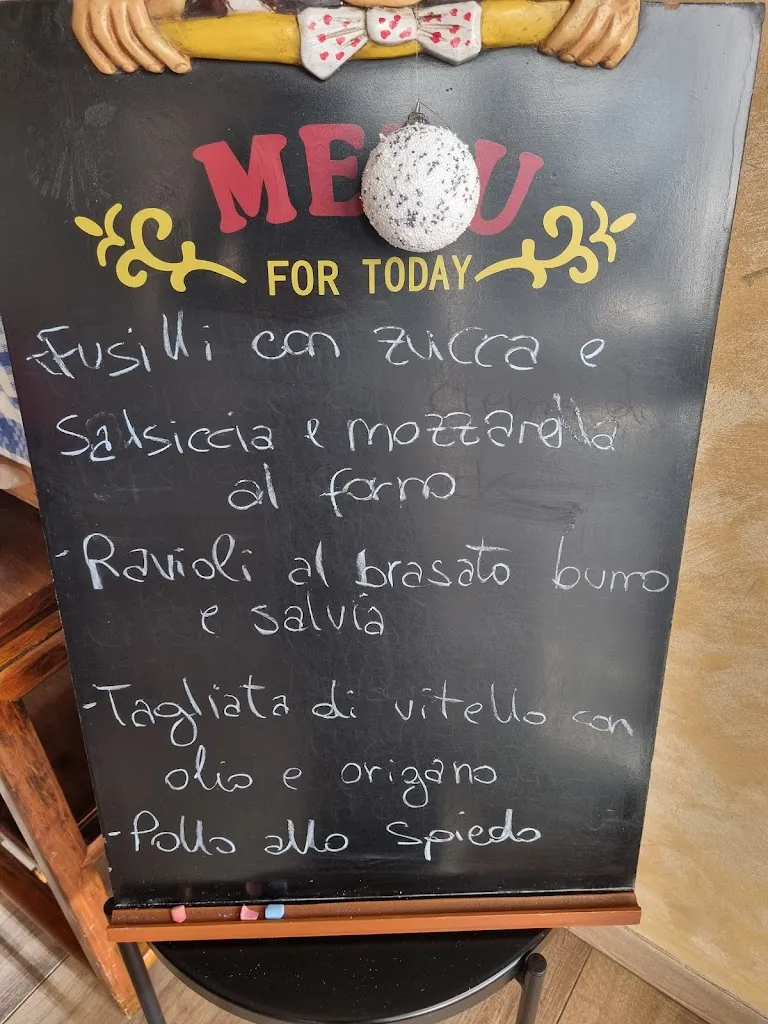 MENU
FOR TODAY
-Fusilli con zucca e
Salsiccia e mozzarella
al forno
-Ravioli al brasato burro
e salvia
-Tagliata di vitello con
olio e origano
-Pollo allo spiedo